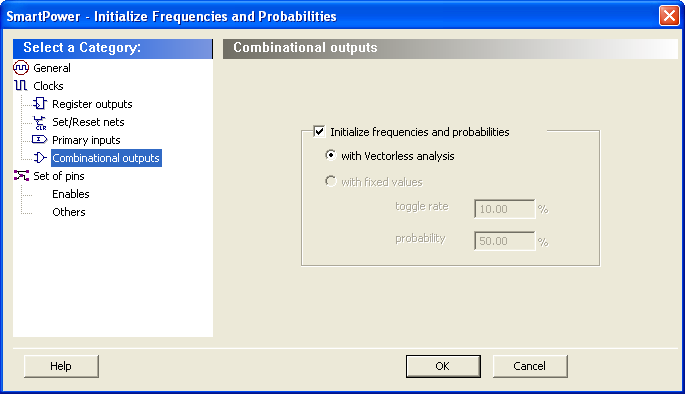 SmartPower - Initialize Frequencies and Probabilities
Select a Category:
General
Clocks
Register outputs
CLR
Set/Reset nets
Primary inputs
Combinational outputs
Set of pins
Enables
Others
Combinational outputs
Initialize frequencies and probabilities
with Vectorless analysis
with fixed values
toggle rate 10.00 %
probability 50.00 %
Help OK Cancel